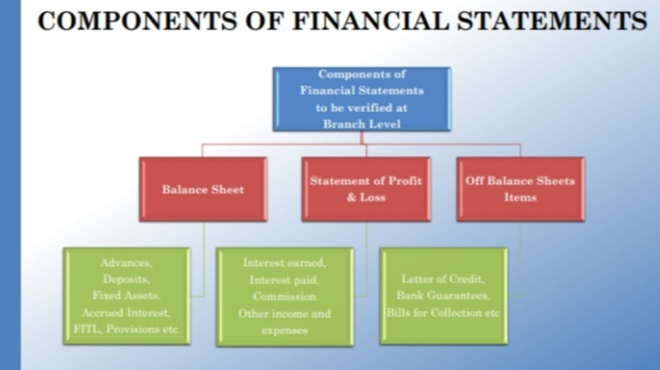 COMPONENTS OF FINANCIAL STATEMENTS
Components of
Financial Statements
to be verified at
Branch Level
Balance Sheet
Statement of Profit
& Loss
Off Balance Sheets
Items
Advances,
Deposits,
Fixed Assets,
Accrued Interest,
FITL, Provisions etc.
Interest earned,
Interest paid,
Commission
Other income and
expenses
Letter of Credit,
Bank Guarantees,
Bills for Collection etc